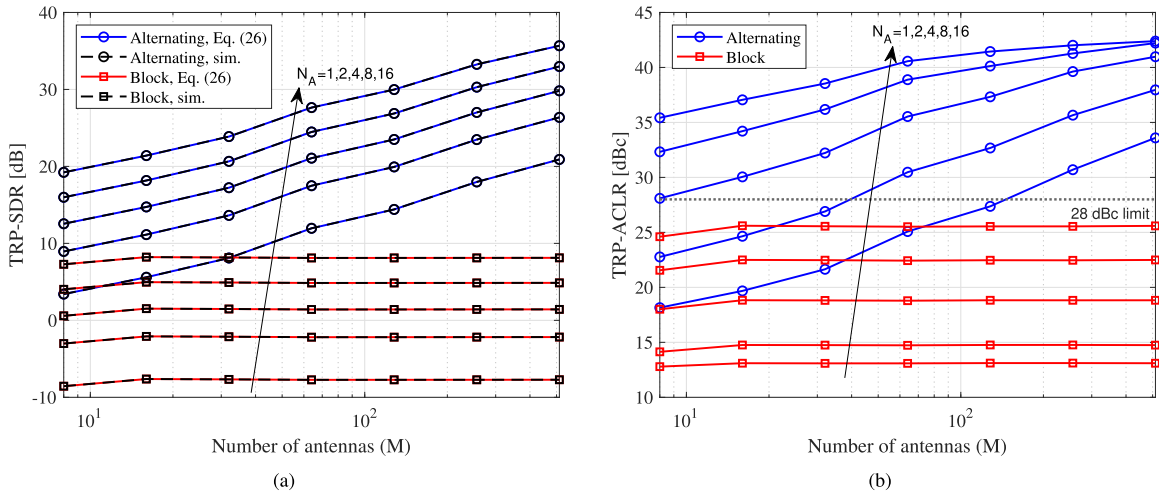 Alternating, Eq. (26)
Alternating, sim.
Block, Eq. (26)
Block, sim.
N_A=1,2,4,8,16
40
30
20
10
0
-10
TRP-SDR [dB]
10^1
10^2
Number of antennas (M)
(a)
Alternating
Block
N_A=1,2,4,8,16
28 dBc limit
45
40
35
30
25
20
15
10
TRP-ACLR [dBc]
10^1
10^2
Number of antennas (M)
(b)